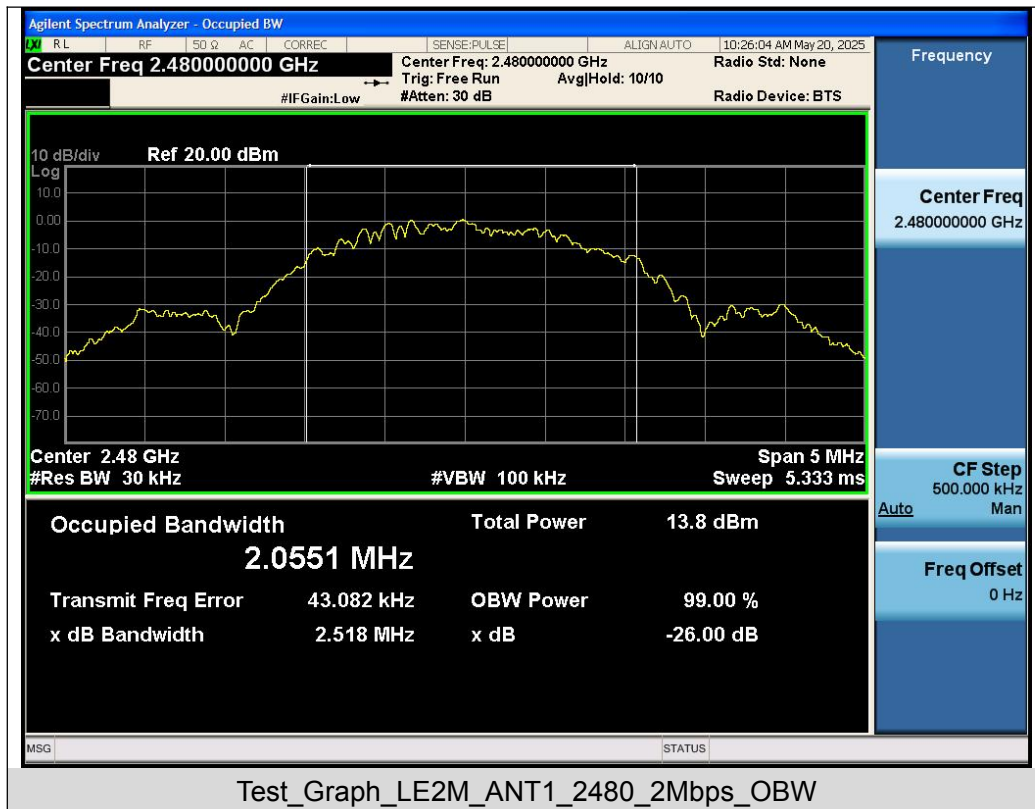 Agilent Spectrum Analyzer - Occupied BW
LXI RL RF 50 Ω AC CORREC SENSE:PULSE ALIGN AUTO 10:26:04 AM May 20, 2025
Center Freq 2.480000000 GHz
Center Freq: 2.480000000 GHz
Radio Std: None
Trig: Free Run Avg|Hold: 10/10
#IFGain:Low
#Atten: 30 dB
Radio Device: BTS
10 dB/div Ref 20.00 dBm
Log
10.0
0.00
-10.0
-20.0
-30.0
-40.0
-50.0
-60.0
-70.0
Center 2.48 GHz Span 5 MHz
#Res BW 30 kHz #VBW 100 kHz Sweep 5.333 ms
Occupied Bandwidth Total Power 13.8 dBm
2.0551 MHz
Transmit Freq Error 43.082 kHz OBW Power 99.00 %
x dB Bandwidth 2.518 MHz x dB -26.00 dB
Frequency
Center Freq
2.480000000 GHz
CF Step
500.000 kHz
Auto Man
Freq Offset
0 Hz
MSG STATUS
Test_Graph_LE2M_ANT1_2480_2Mbps_OBW